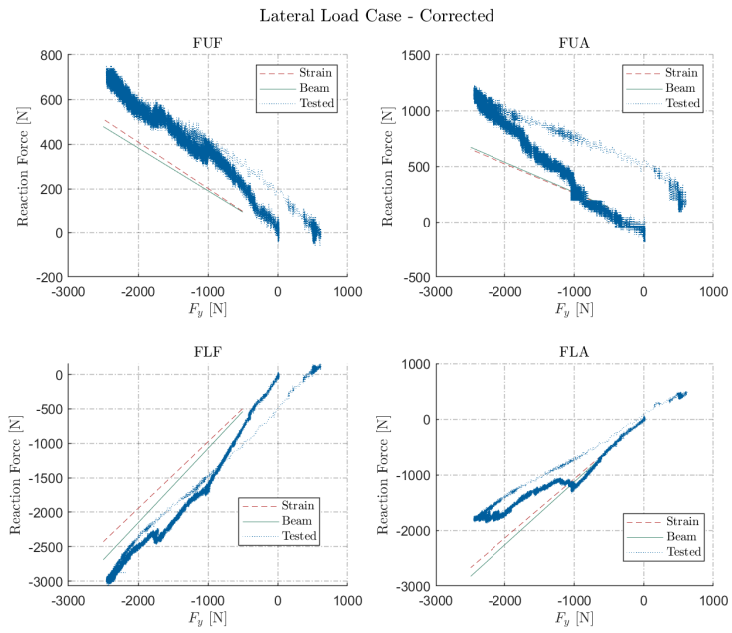 Lateral Load Case - Corrected
FUF
800
600
400
200
0
-200
Reaction Force [N]
-3000 -2000 -1000 0 1000
F_y [N]
Strain
Beam
Tested
FUA
1500
1000
500
0
-500
Reaction Force [N]
-3000 -2000 -1000 0 1000
F_y [N]
Strain
Beam
Tested
FLF
0
-500
-1000
-1500
-2000
-2500
-3000
Reaction Force [N]
-3000 -2000 -1000 0 1000
F_y [N]
Strain
Beam
Tested
FLA
1000
0
-1000
-2000
-3000
Reaction Force [N]
-3000 -2000 -1000 0 1000
F_y [N]
Strain
Beam
Tested